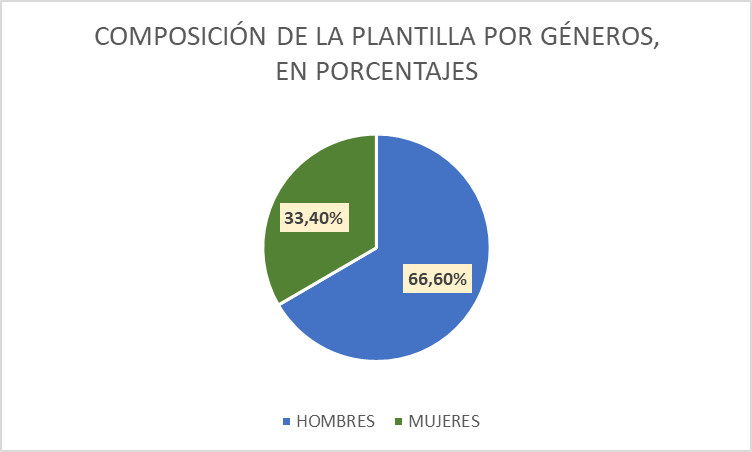 COMPOSICIÓN DE LA PLANTILLA POR GÉNEROS,
EN PORCENTAJES
33,40%
66,60%
HOMBRES MUJERES